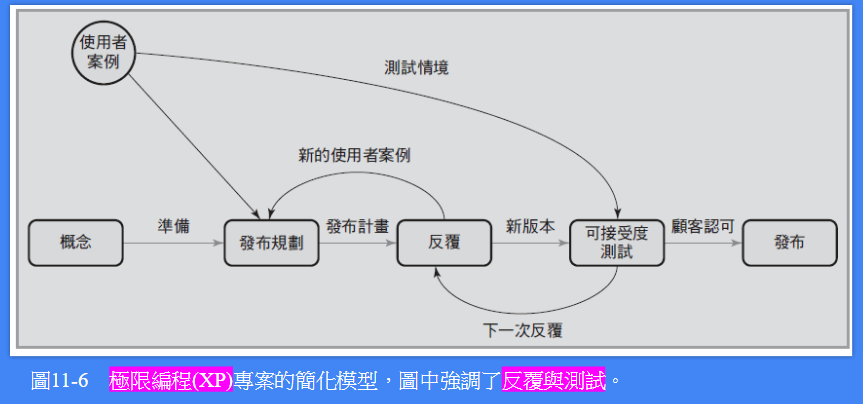 使用者
案例
測試情境
新的使用者案例
概念
準備
發布規劃
發布計畫
反覆
新版本
可接受度
測試
顧客認可
發布
下一次反覆
圖11-6 極限編程(XP)專案的簡化模型，圖中強調了反覆與測試。